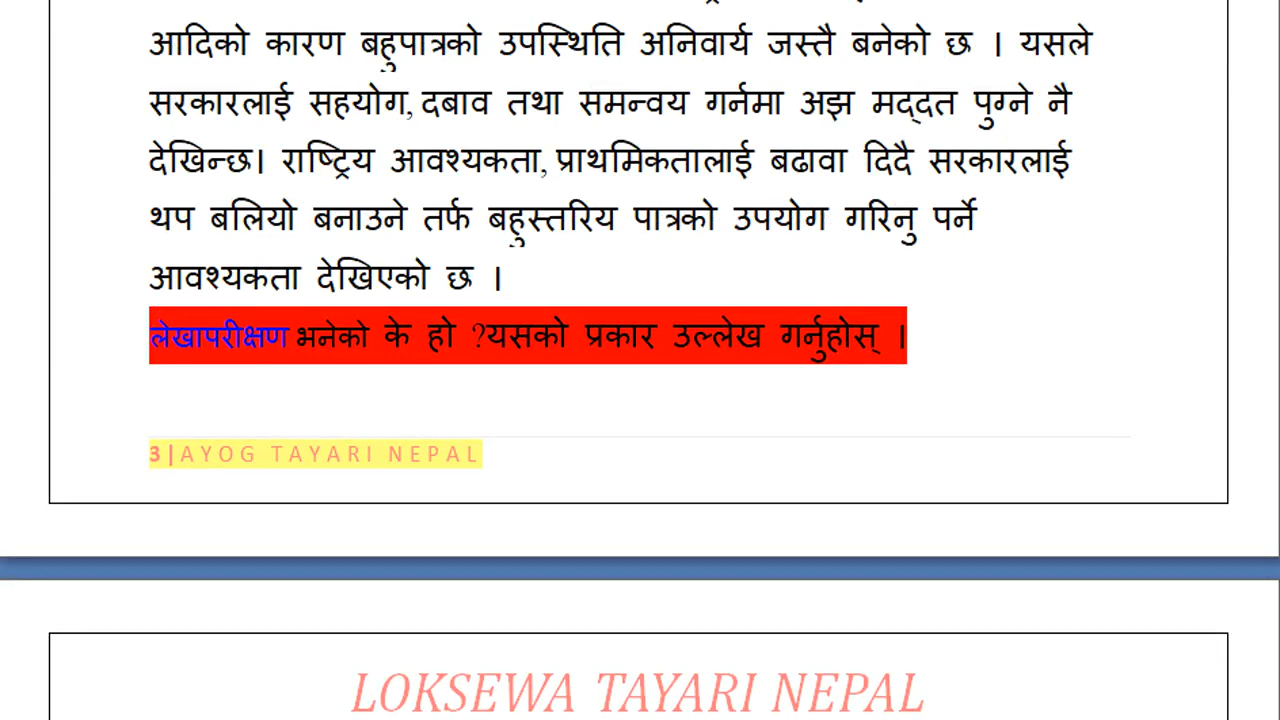 आदिको कारण बहुपात्रको उपस्थिति अनिवार्य जस्तै बनेको छ । यसले
सरकारलाई सहयोग, दबाव तथा समन्वय गर्नमा अझ मद्दत पुग्ने नै
देखिन्छ। राष्ट्रिय आवश्यकता, प्राथमिकतालाई बढावा दिदै सरकारलाई
थप बलियो बनाउने तर्फ बहुस्तरिय पात्रको उपयोग गरिनु पर्ने
आवश्यकता देखिएको छ ।
लेखापरीक्षण भनेको के हो ?यसको प्रकार उल्लेख गर्नुहोस् ।
3|AYOG TAYARI NEPAL
LOKSEWA TAYARI NEPAL